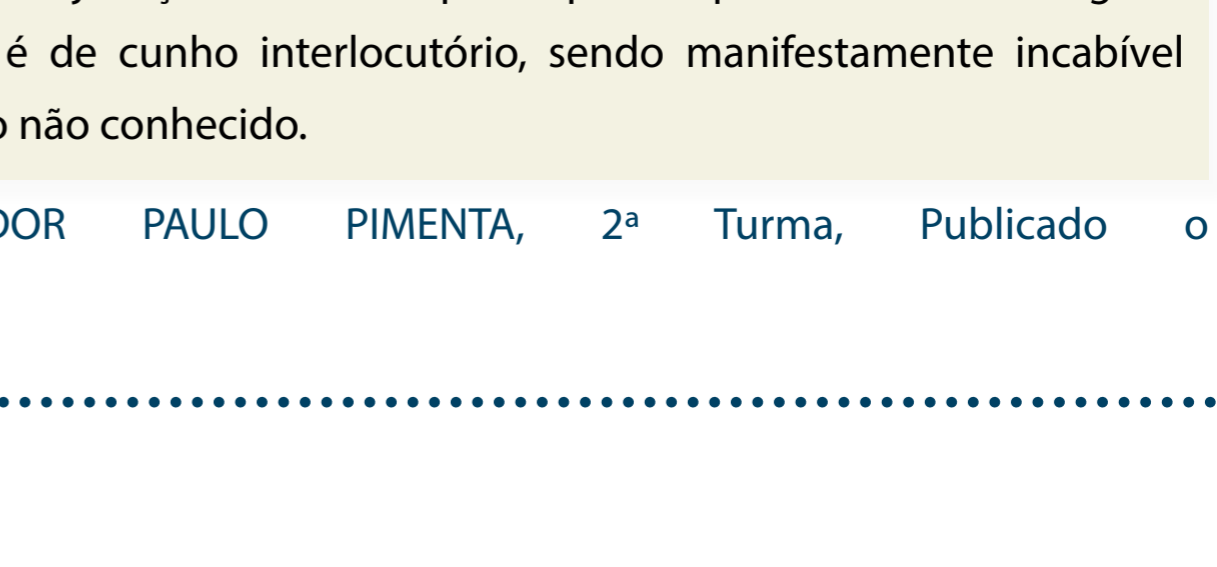 é de cunho interlocutório, sendo manifestamente incabível
não conhecido.
PAULO PIMENTA, 2ª Turma, Publicado o